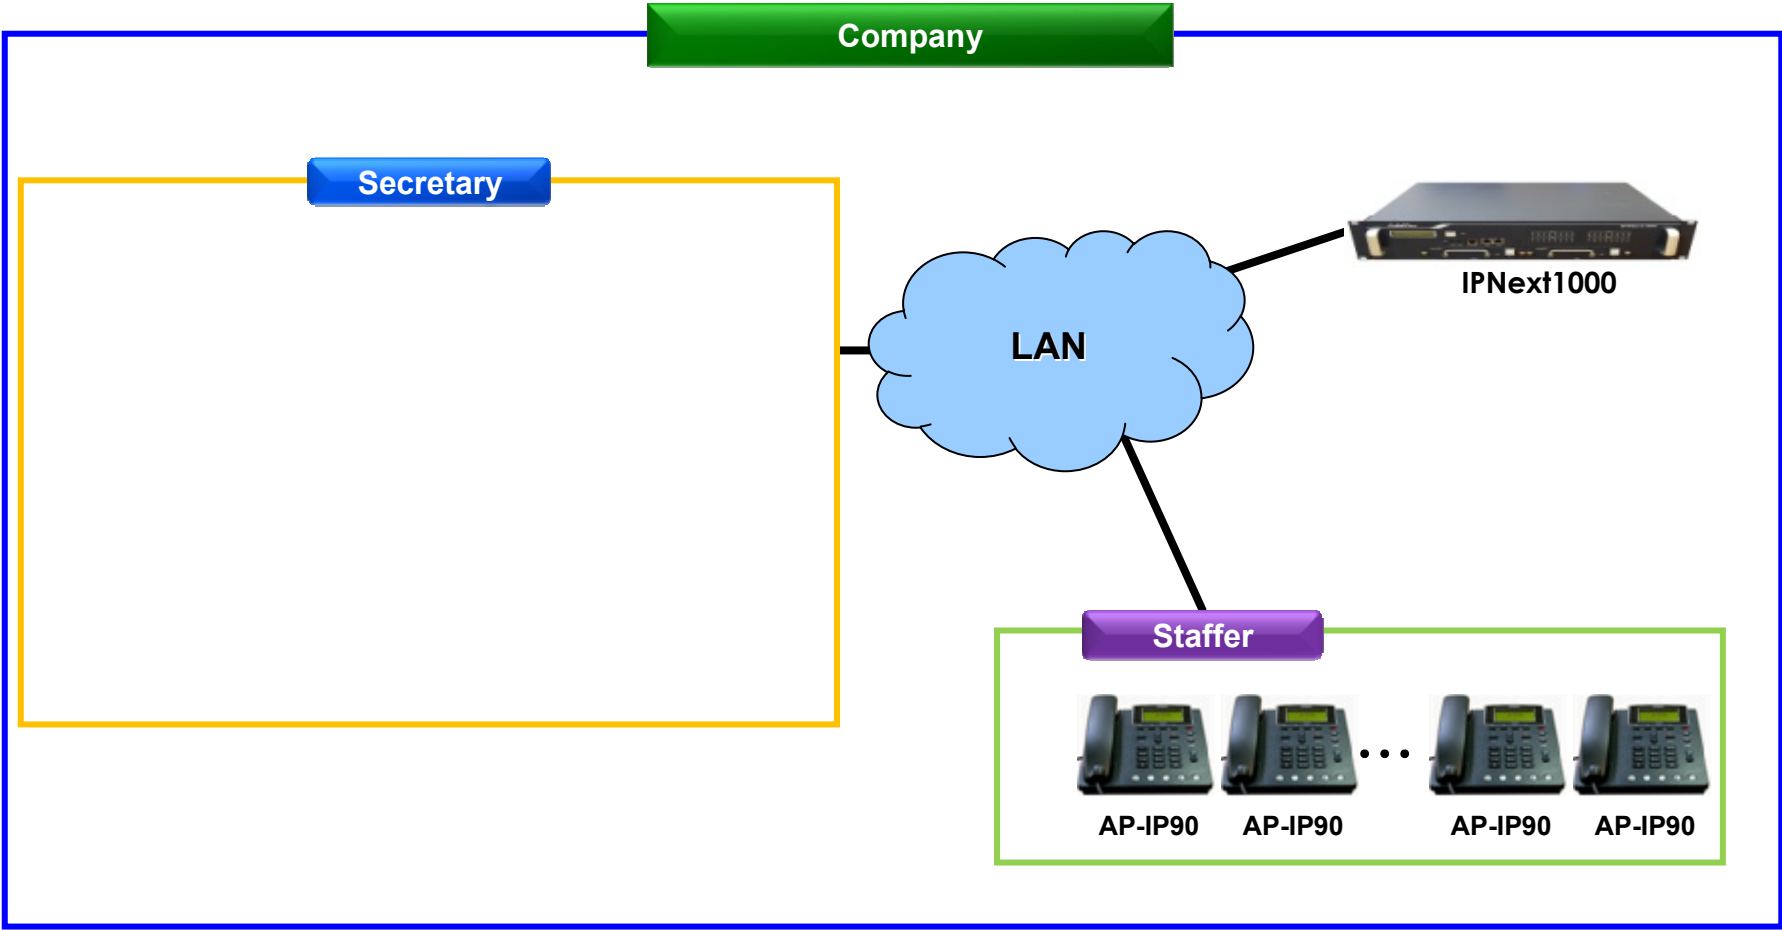 Company
Secretary
IPNext1000
LAN
Staffer
...
AP-IP90 AP-IP90 AP-IP90 AP-IP90